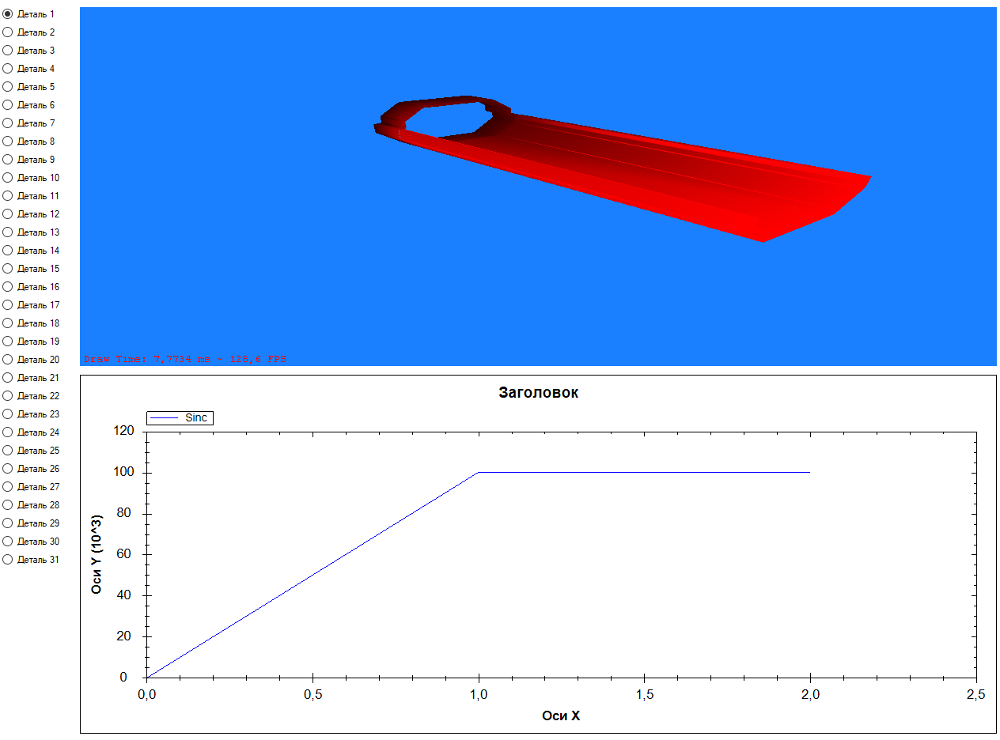 Деталь 1
Деталь 2
Деталь 3
Деталь 4
Деталь 5
Деталь 6
Деталь 7
Деталь 8
Деталь 9
Деталь 10
Деталь 11
Деталь 12
Деталь 13
Деталь 14
Деталь 15
Деталь 16
Деталь 17
Деталь 18
Деталь 19
Деталь 20
Деталь 21
Деталь 22
Деталь 23
Деталь 24
Деталь 25
Деталь 26
Деталь 27
Деталь 28
Деталь 29
Деталь 30
Деталь 31
Draw Time: 7,7734 ms ~ 128,6 FPS
Заголовок
Sinc
120
100
80
60
40
20
0
Оси Y (10^3)
0,0 0,5 1,0 1,5 2,0 2,5
Оси X